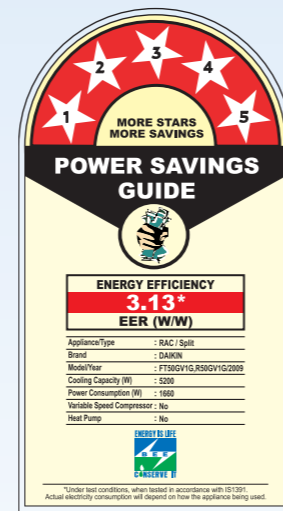 1 2 3 4 5
MORE STARS
MORE SAVINGS
POWER SAVINGS
GUIDE
ENERGY EFFICIENCY
3.13*
EER (W/W)
Appliance/Type : RAC / Split
Brand : DAIKIN
Model/Year : FT50GV1G,R50GV1G/2009
Cooling Capacity (W) : 5200
Power Consumption (W) : 1660
Variable Speed Compressor : No
Heat Pump : No
ENERGY IS LIFE
BEE
CONSERVE IT
*Under test conditions, when tested in accordance with IS1391.
Actual electricity consumption will depend on how the appliance being used.